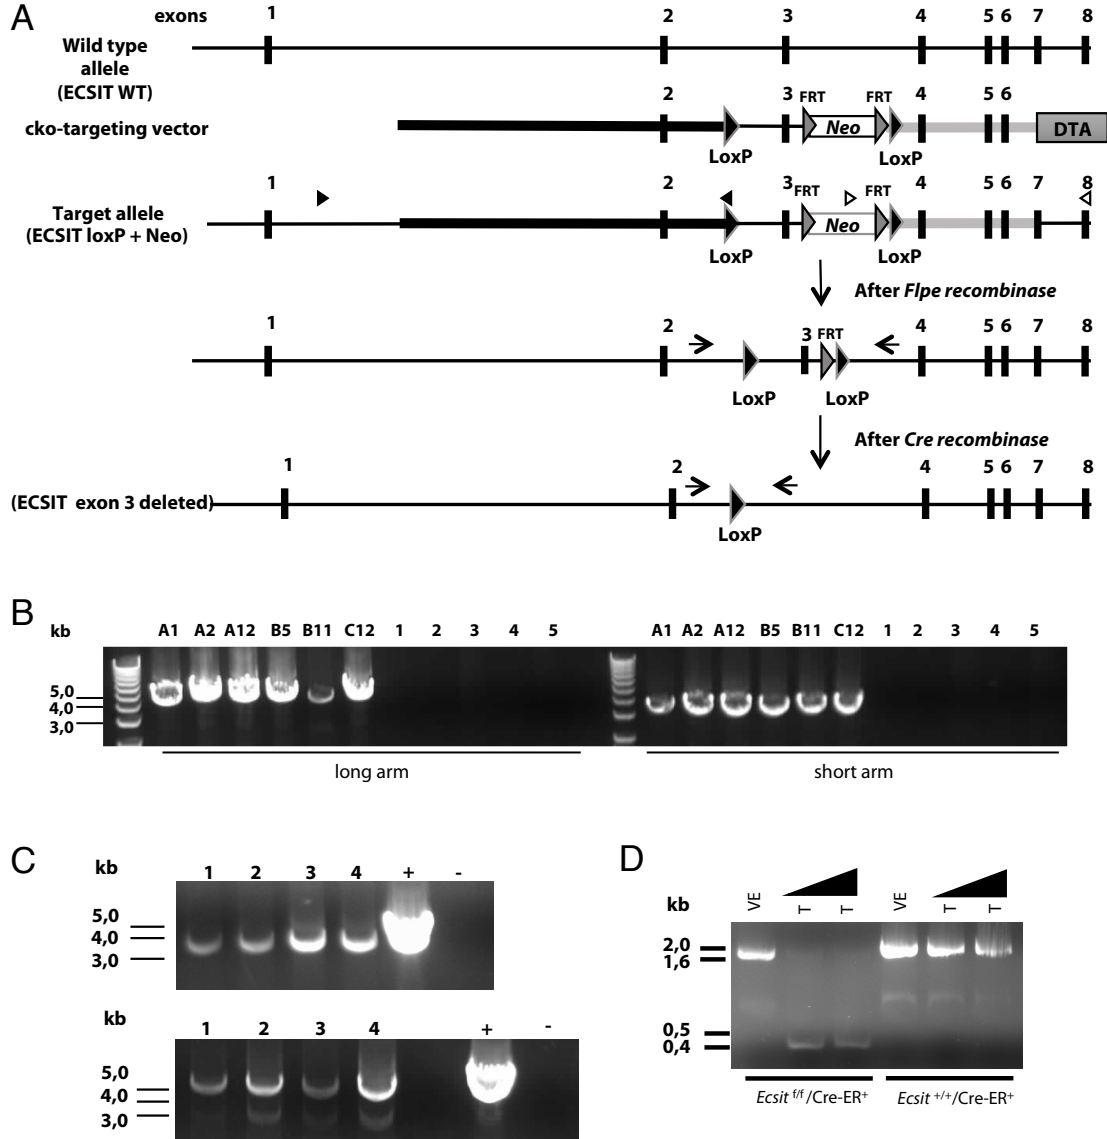 A
exons 1 2 3 4 5 6 7 8
Wild type
allele
(ECSIT WT)
2 3 FRT FRT 4 5 6
cko-targeting vector Neo DTA
LoxP LoxP
1 2 3 FRT FRT 4 5 6 7 8
Target allele
(ECSIT loxP + Neo)
Neo
LoxP LoxP
After Flpe recombinase
1 2 3 FRT 4 5 6 7 8
LoxP LoxP
After Cre recombinase
1 2 4 5 6 7 8
(ECSIT exon 3 deleted)
LoxP
B
kb A1 A2 A12 B5 B11 C12 1 2 3 4 5 A1 A2 A12 B5 B11 C12 1 2 3 4 5
5,0
4,0
3,0
long arm short arm
C
kb 1 2 3 4 + -
5,0
4,0
3,0
kb 1 2 3 4 + -
5,0
4,0
3,0
D
kb VE T T VE T T
2,0
1,6
0,5
0,4
Ecsit f/f /Cre-ER+ Ecsit +/+/Cre-ER+